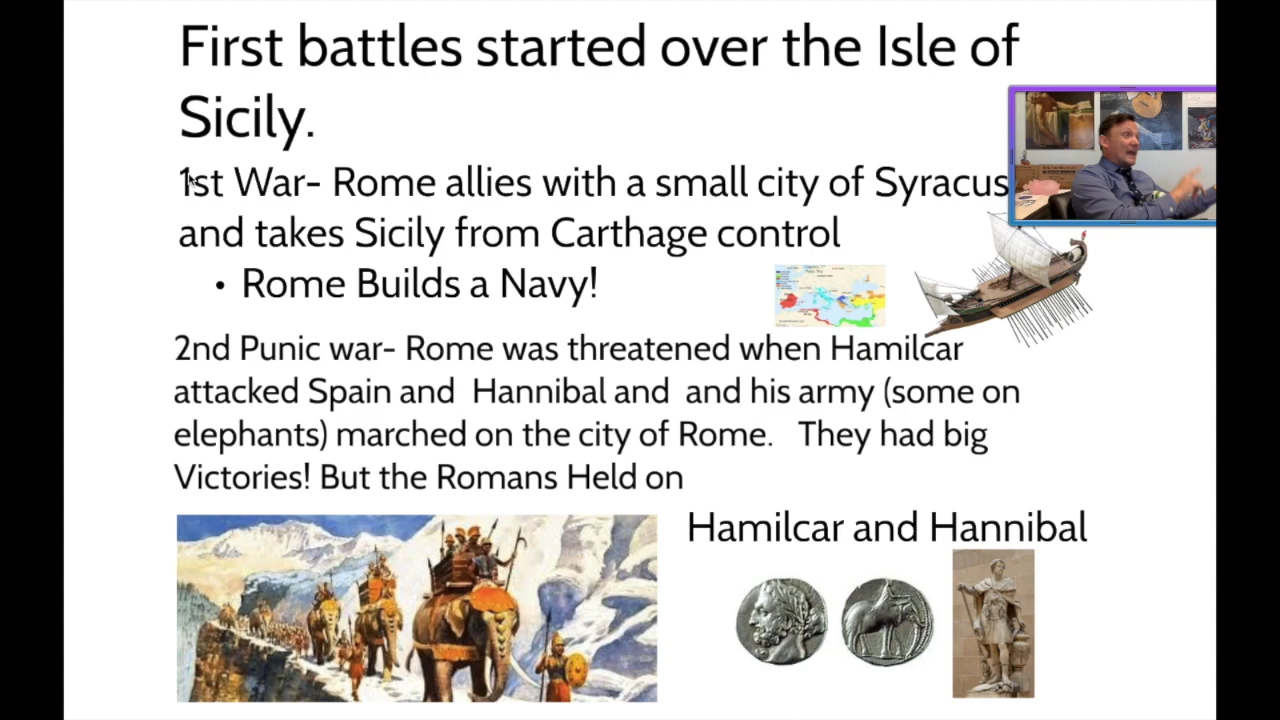 First battles started over the Isle of
Sicily.
1st War- Rome allies with a small city of Syracus
and takes Sicily from Carthage control
• Rome Builds a Navy!
2nd Punic war- Rome was threatened when Hamilcar
attacked Spain and Hannibal and and his army (some on
elephants) marched on the city of Rome. They had big
Victories! But the Romans Held on
Hamilcar and Hannibal